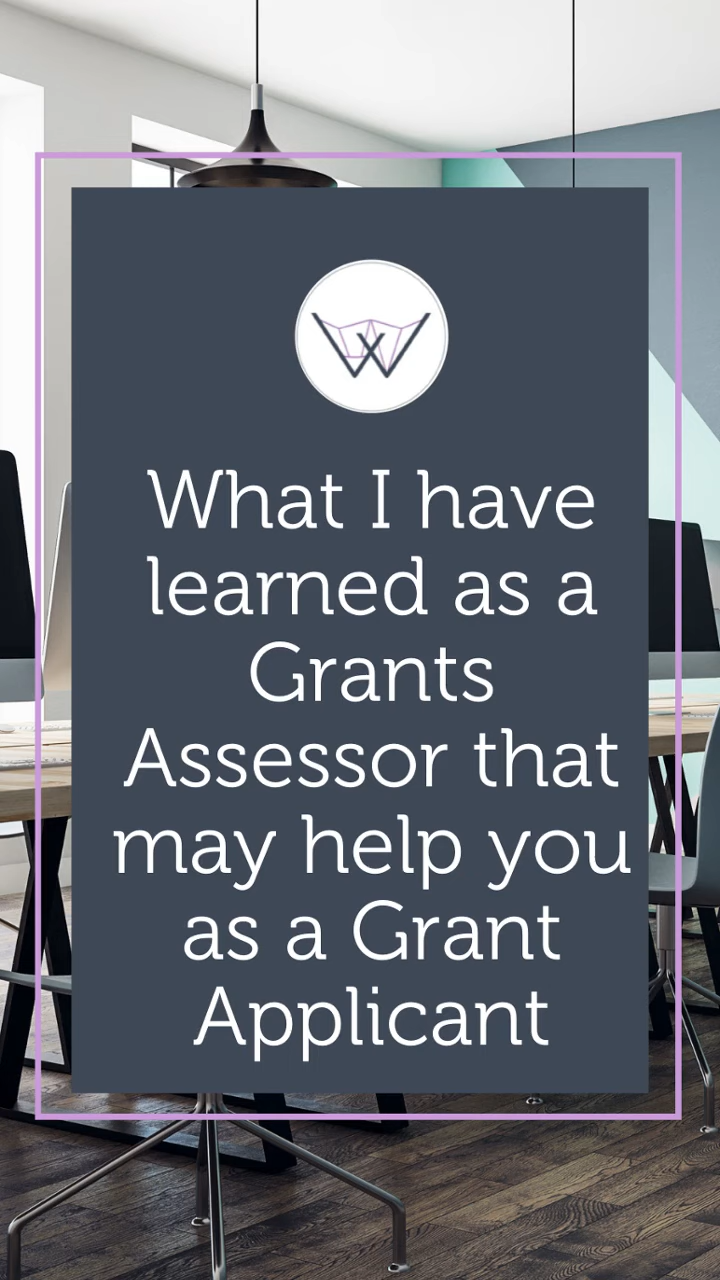 W
What I have
learned as a
Grants
Assessor that
may help you
as a Grant
Applicant